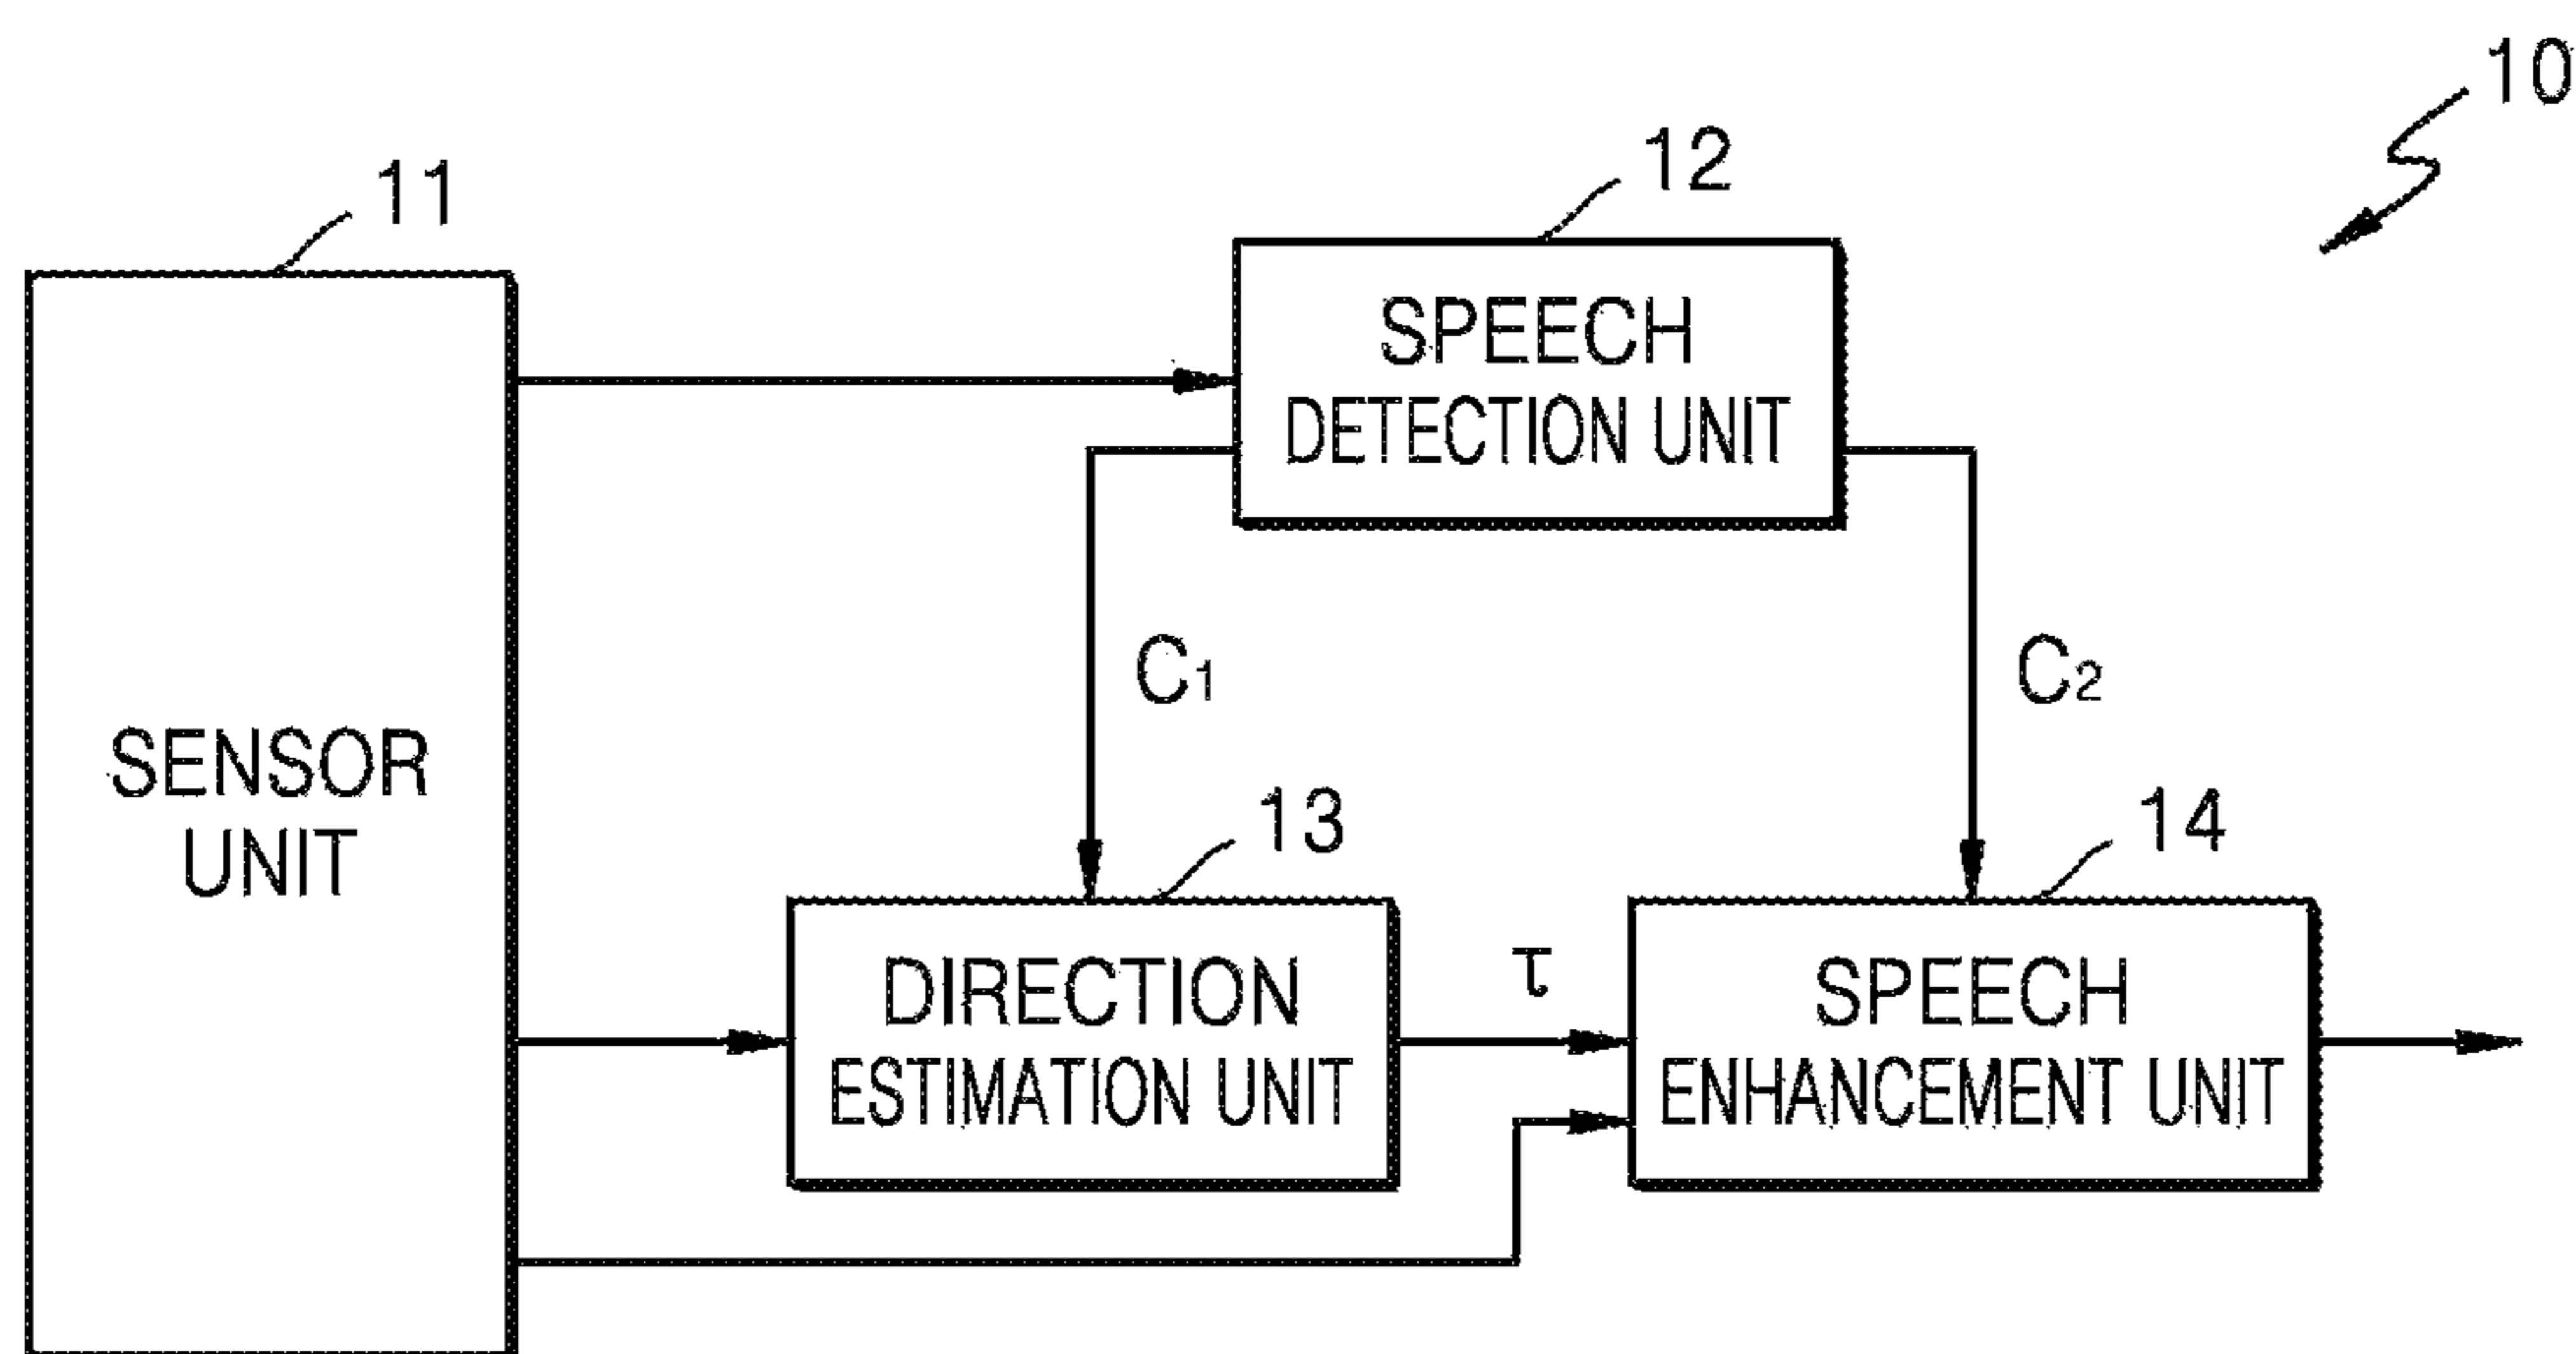 10
11
12
SPEECH
DETECTION UNIT
C1
C2
SENSOR
UNIT
13
14
DIRECTION
ESTIMATION UNIT
τ
SPEECH
ENHANCEMENT UNIT